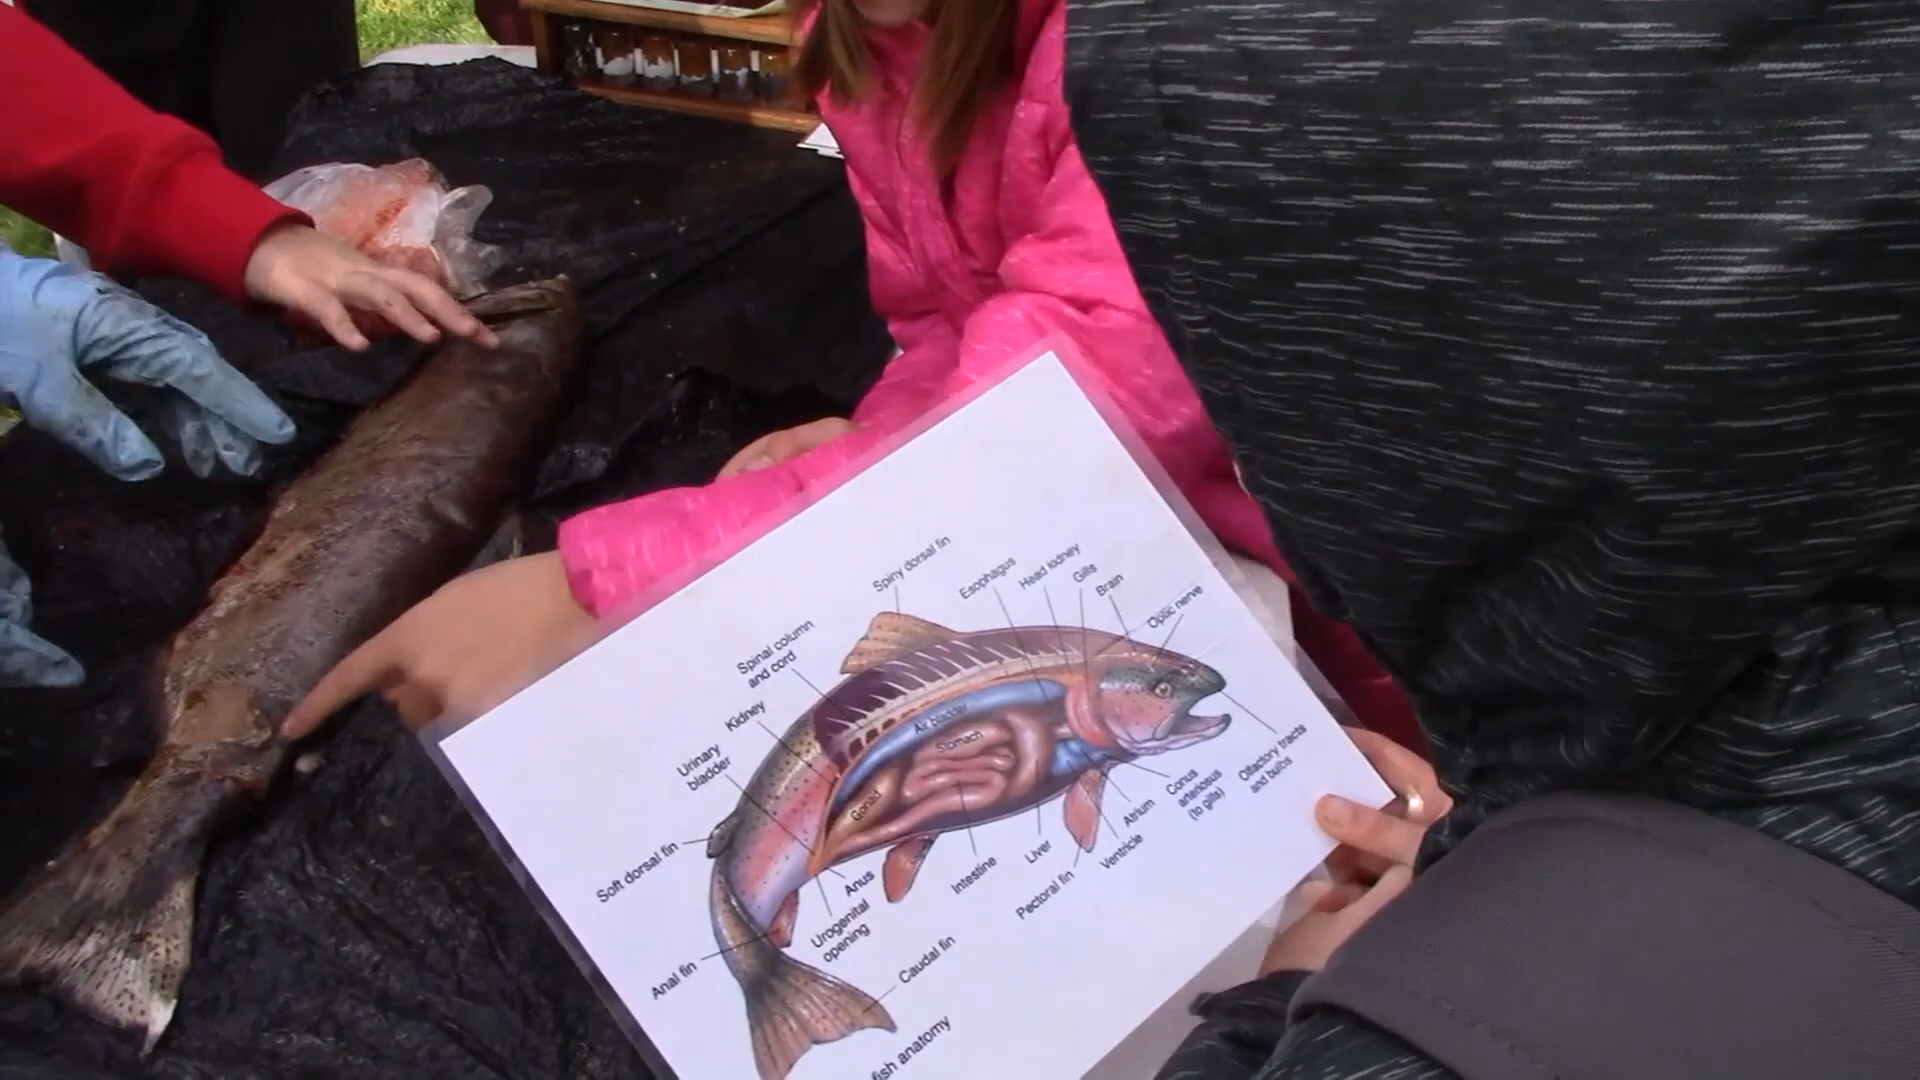 Spiny dorsal fin
Esophagus
Head kidney
Gills
Brain
Optic nerve
Spinal column
and cord
Kidney
Urinary
bladder
Air bladder
Stomach
Gonad
Soft dorsal fin
Anal fin
Anus
Urogenital
opening
Caudal fin
Intestine
Liver
Pectoral fin
Ventricle
Atrium
Conus
arteriosus
(to gills)
Olfactory tracts
and bulbs
fish anatomy